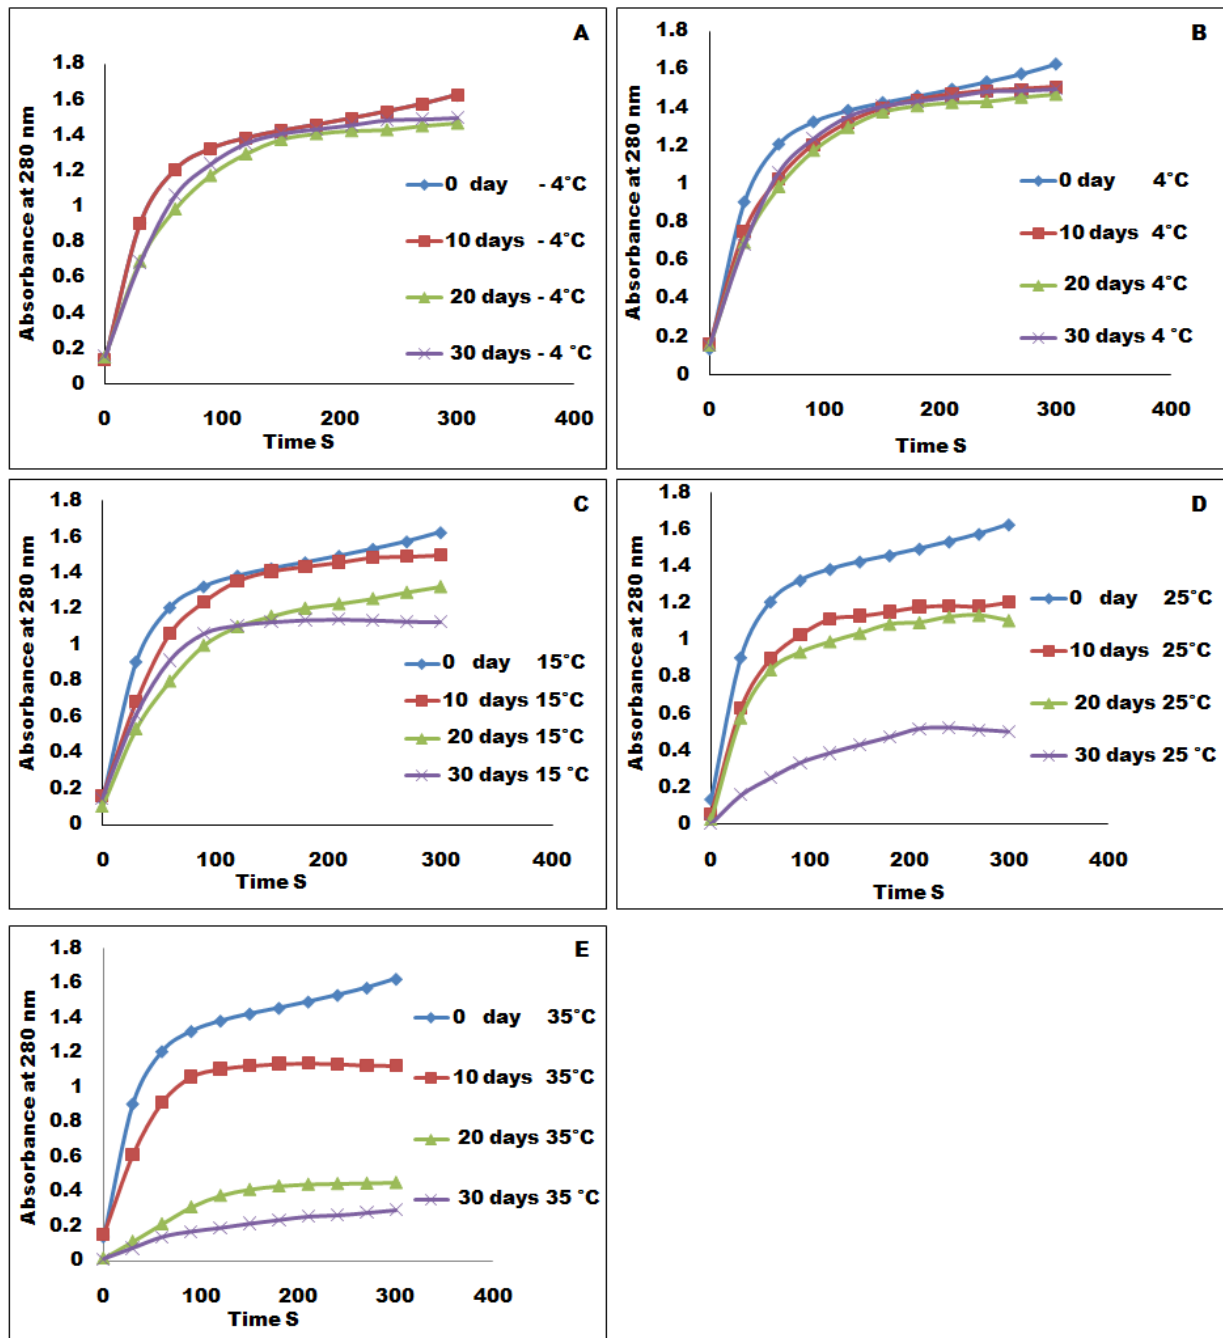 A
Absorbance at 280 nm
1.8
1.6
1.4
1.2
1
0.8
0.6
0.4
0.2
0
0 100 200 300 400
Time S
0 day - 4°C
10 days - 4°C
20 days - 4°C
30 days - 4 °C
B
Absorbance at 280 nm
1.8
1.6
1.4
1.2
1
0.8
0.6
0.4
0.2
0
0 100 200 300 400
Time S
0 day 4°C
10 days 4°C
20 days 4°C
30 days 4 °C
C
Absorbance at 280 nm
1.8
1.6
1.4
1.2
1
0.8
0.6
0.4
0.2
0
0 100 200 300 400
Time S
0 day 15°C
10 days 15°C
20 days 15°C
30 days 15 °C
D
Absorbance at 280 nm
1.8
1.6
1.4
1.2
1
0.8
0.6
0.4
0.2
0
0 100 200 300 400
Time S
0 day 25°C
10 days 25°C
20 days 25°C
30 days 25 °C
E
Absorbance at 280 nm
1.8
1.6
1.4
1.2
1
0.8
0.6
0.4
0.2
0
0 100 200 300 400
Time S
0 day 35°C
10 days 35°C
20 days 35°C
30 days 35 °C